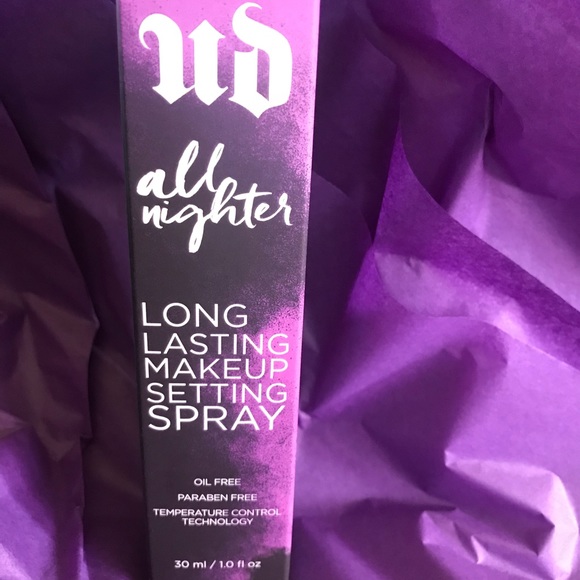 UD
all
nighter
LONG
LASTING
MAKEUP
SETTING
SPRAY
OIL FREE
PARABEN FREE
TEMPERATURE CONTROL
TECHNOLOGY
30 ml / 1.0 fl oz